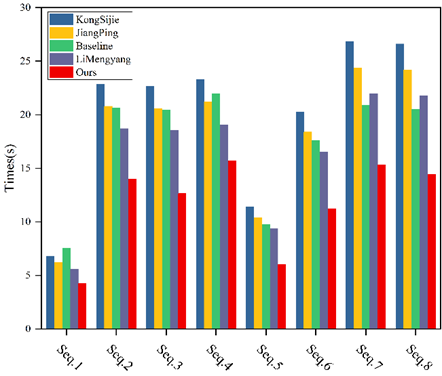 30
25
20
15
10
5
0
Times(s)
KongSijie
JiangPing
Baseline
LiMengyang
Ours
Seq.1
Seq.2
Seq.3
Seq.4
Seq.5
Seq.6
Seq.7
Seq.8